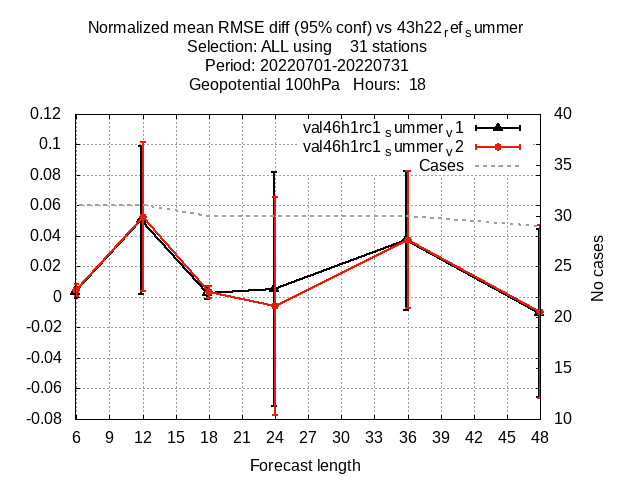 Normalized mean RMSE diff (95% conf) vs 43h22refsummer
Selection: ALL using 31 stations
Period: 20220701-20220731
Geopotential 100hPa Hours: 18
val46h1rc1summerv1
val46h1rc1summerv2
Cases
0.12
0.1
0.08
0.06
0.04
0.02
0
-0.02
-0.04
-0.06
-0.08
40
35
30
25
20
15
10
No cases
6 9 12 15 18 21 24 27 30 33 36 39 42 45 48
Forecast length